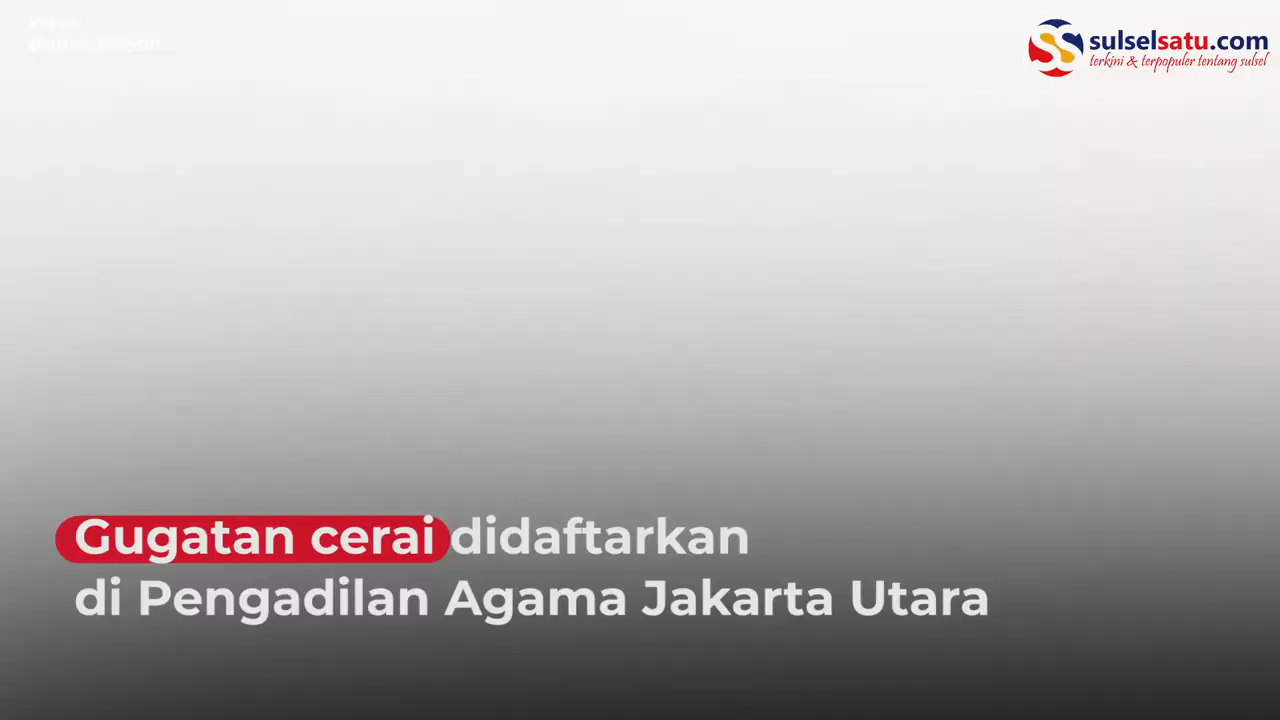 sulselsatu.com
terkini & terpopuler tentang sulsel
Gugatan cerai didaftarkan
di Pengadilan Agama Jakarta Utara